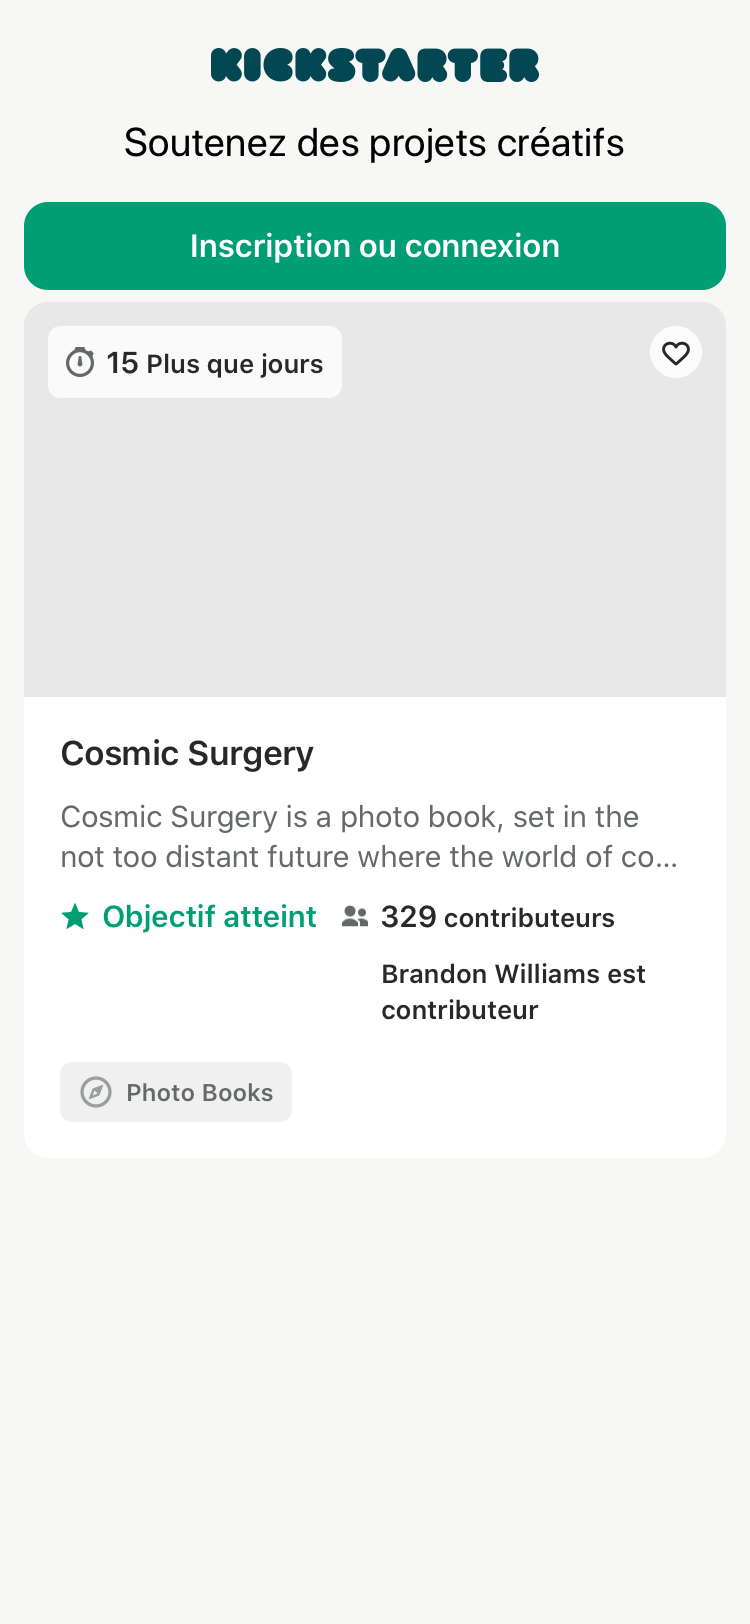 KICKSTARTER
Soutenez des projets créatifs
Inscription ou connexion
15 Plus que jours
Cosmic Surgery
Cosmic Surgery is a photo book, set in the
not too distant future where the world of co...
Objectif atteint
329 contributeurs
Brandon Williams est
contributeur
Photo Books